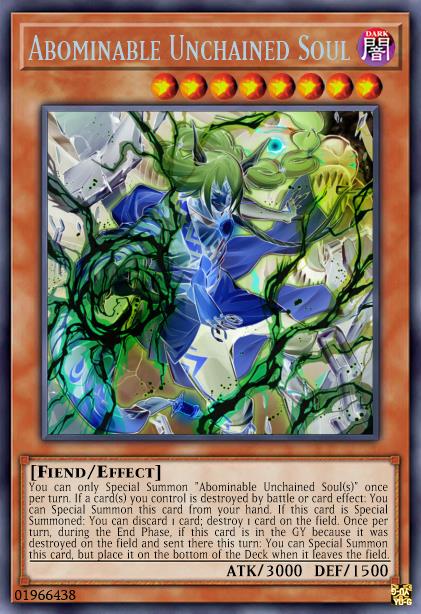 ABOMINABLE UNCHAINED SOUL
DARK
闇
[FIEND/EFFECT]
You can only Special Summon "Abominable Unchained Soul(s)" once
per turn. If a card(s) you control is destroyed by battle or card effect: You
can Special Summon this card from your hand. If this card is Special
Summoned: You can discard 1 card; destroy 1 card on the field. Once per
turn, during the End Phase, if this card is in the GY because it was
destroyed on the field and sent there this turn: You can Special Summon
this card, but place it on the bottom of the Deck when it leaves the field.
ATK/3000 DEF/1500
01966438